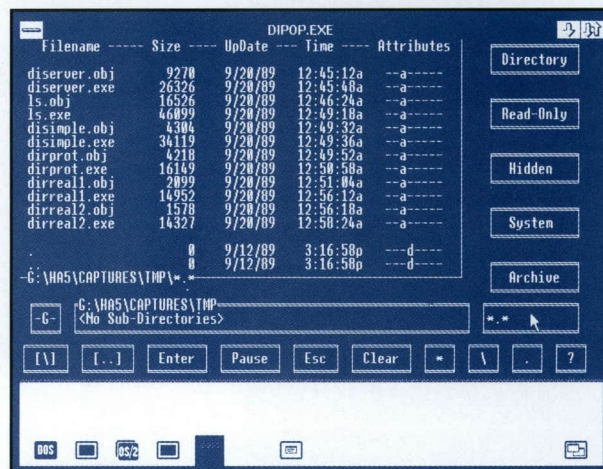 DIPOP.EXE
Filename ----- Size ---- UpDate ---- Time ---- Attributes
diserver.obj 9270 9/20/89 12:45:12a --a-----
diserver.exe 26326 9/20/89 12:45:48a --a-----
ls.obj 16526 9/20/89 12:46:24a --a-----
ls.exe 46099 9/20/89 12:49:18a --a-----
disimple.obj 4304 9/20/89 12:49:32a --a-----
disimple.exe 34119 9/20/89 12:49:36a --a-----
dirprot.obj 4218 9/20/89 12:49:52a --a-----
dirprot.exe 16149 9/20/89 12:50:58a --a-----
dirreal1.obj 2099 9/20/89 12:51:04a --a-----
dirreal1.exe 14952 9/20/89 12:56:12a --a-----
dirreal2.obj 1578 9/20/89 12:56:18a --a-----
dirreal2.exe 14327 9/20/89 12:58:24a --a-----
. 0 9/12/89 3:16:58p ---d----
.. 0 9/12/89 3:16:58p ---d----
-G:\HA5\CAPTURES\TMP\*.*
Directory
Read-Only
Hidden
System
Archive
-G-
G:\HA5\CAPTURES\TMP
<No Sub-Directories>
*.*
[\] [..] Enter Pause Esc Clear * \ . ?
DOS
OS/2